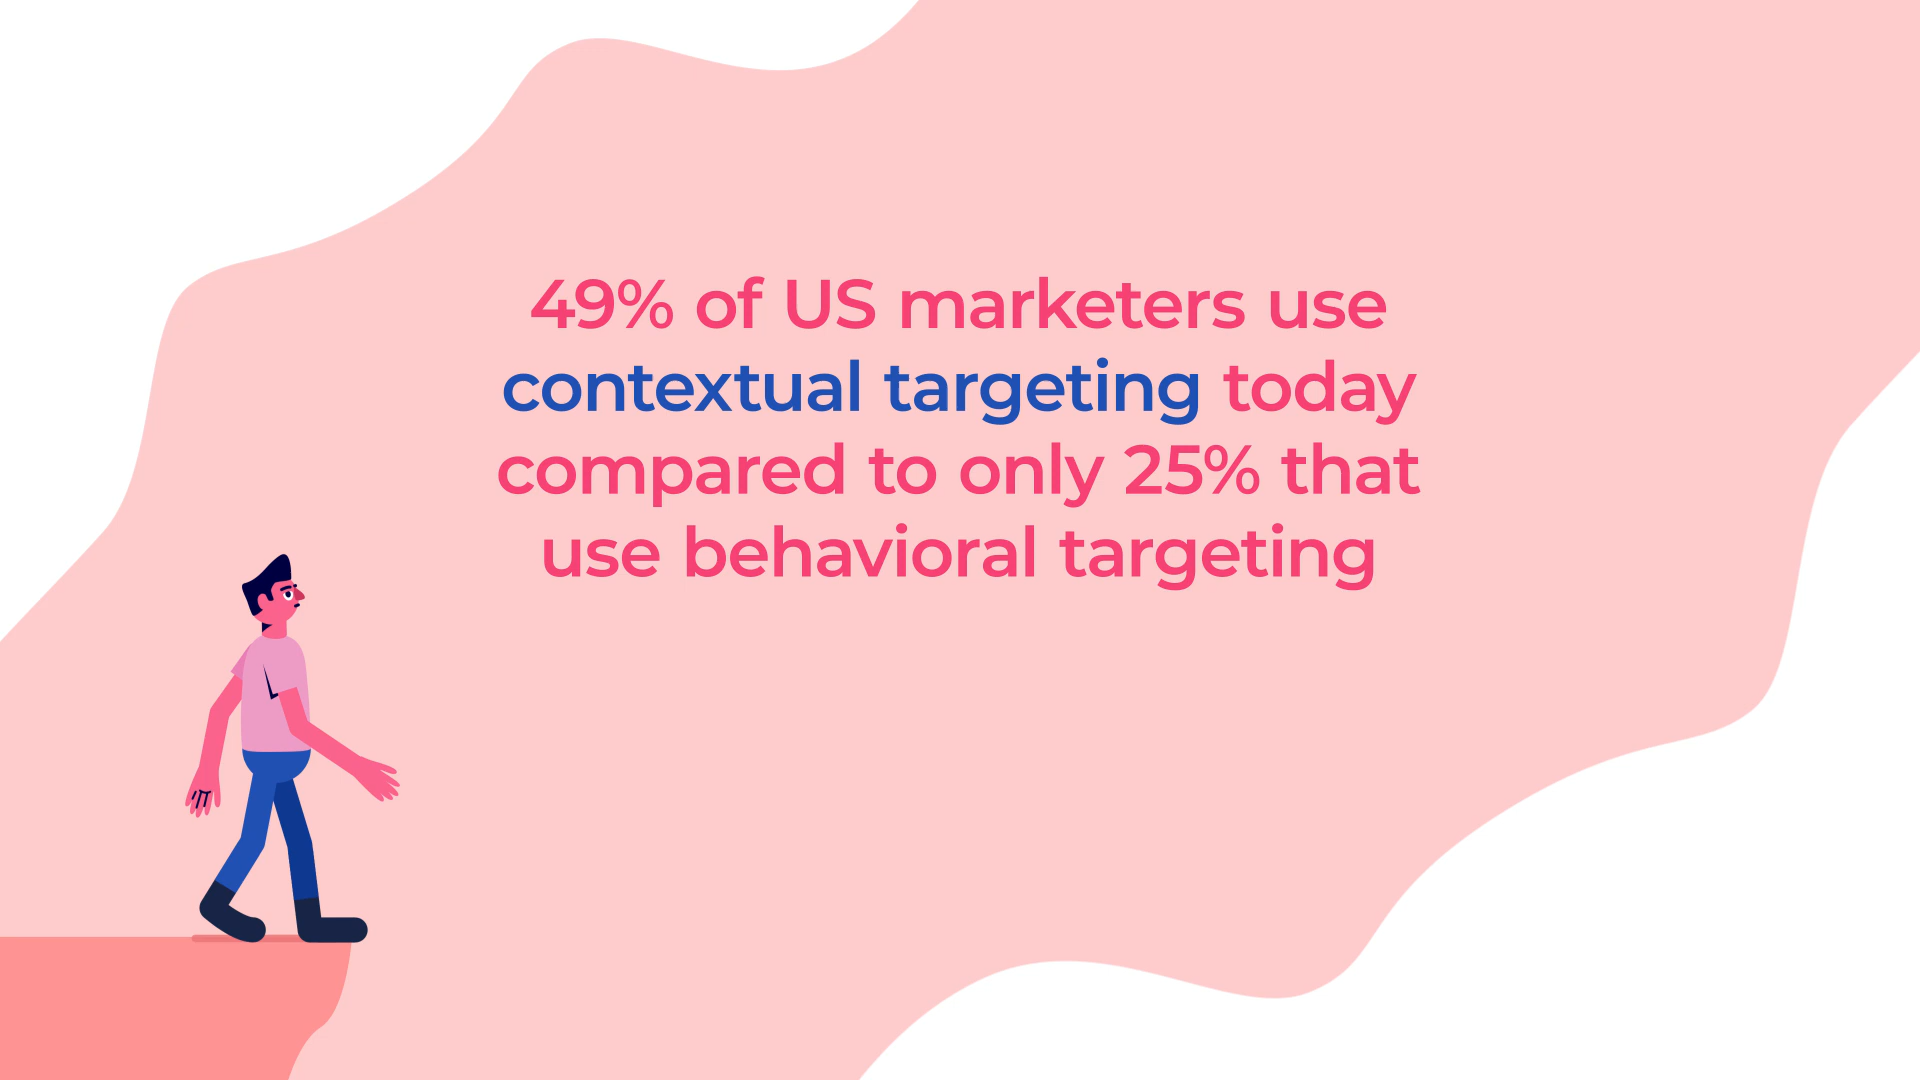 49% of US marketers use
contextual targeting today
compared to only 25% that
use behavioral targeting